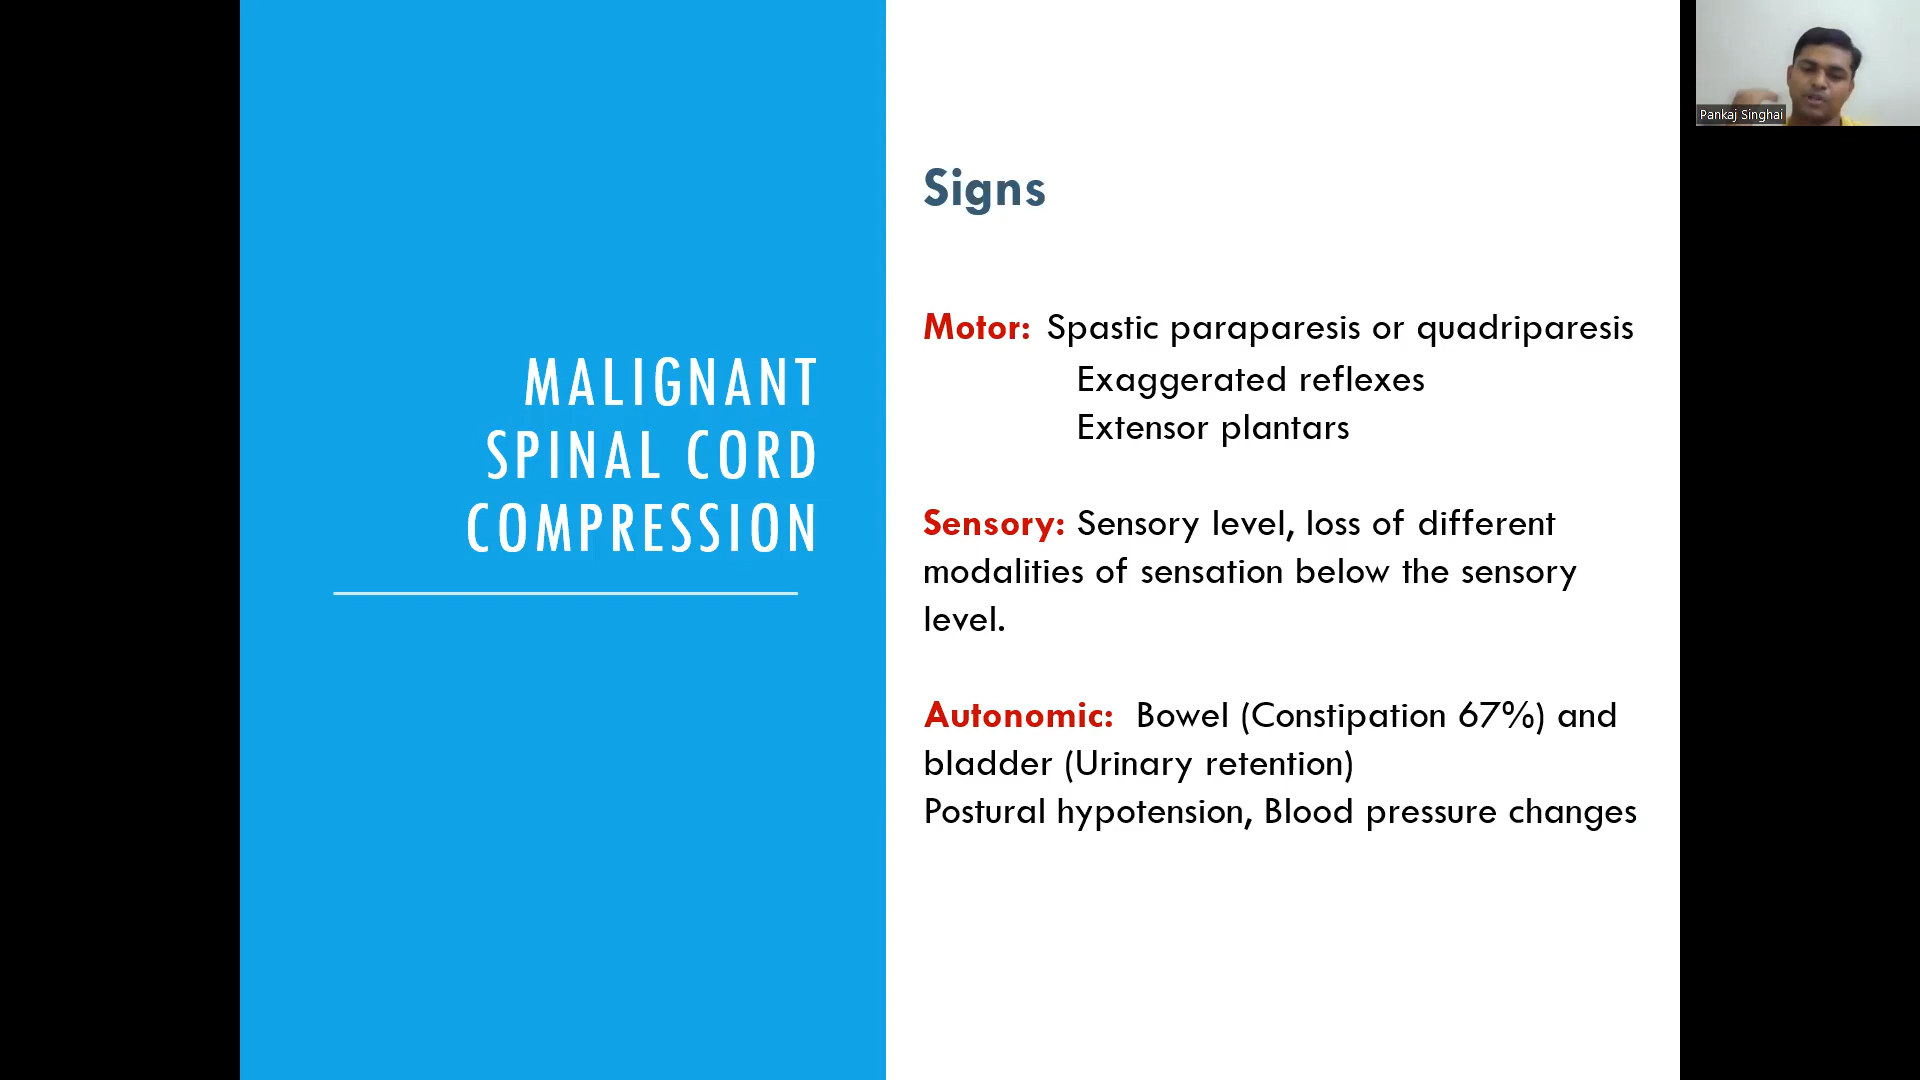 MALIGNANT
SPINAL CORD
COMPRESSION
Signs
Motor: Spastic paraparesis or quadriparesis
Exaggerated reflexes
Extensor plantars
Sensory: Sensory level, loss of different
modalities of sensation below the sensory
level.
Autonomic: Bowel (Constipation 67%) and
bladder (Urinary retention)
Postural hypotension, Blood pressure changes
Pankaj Singhai